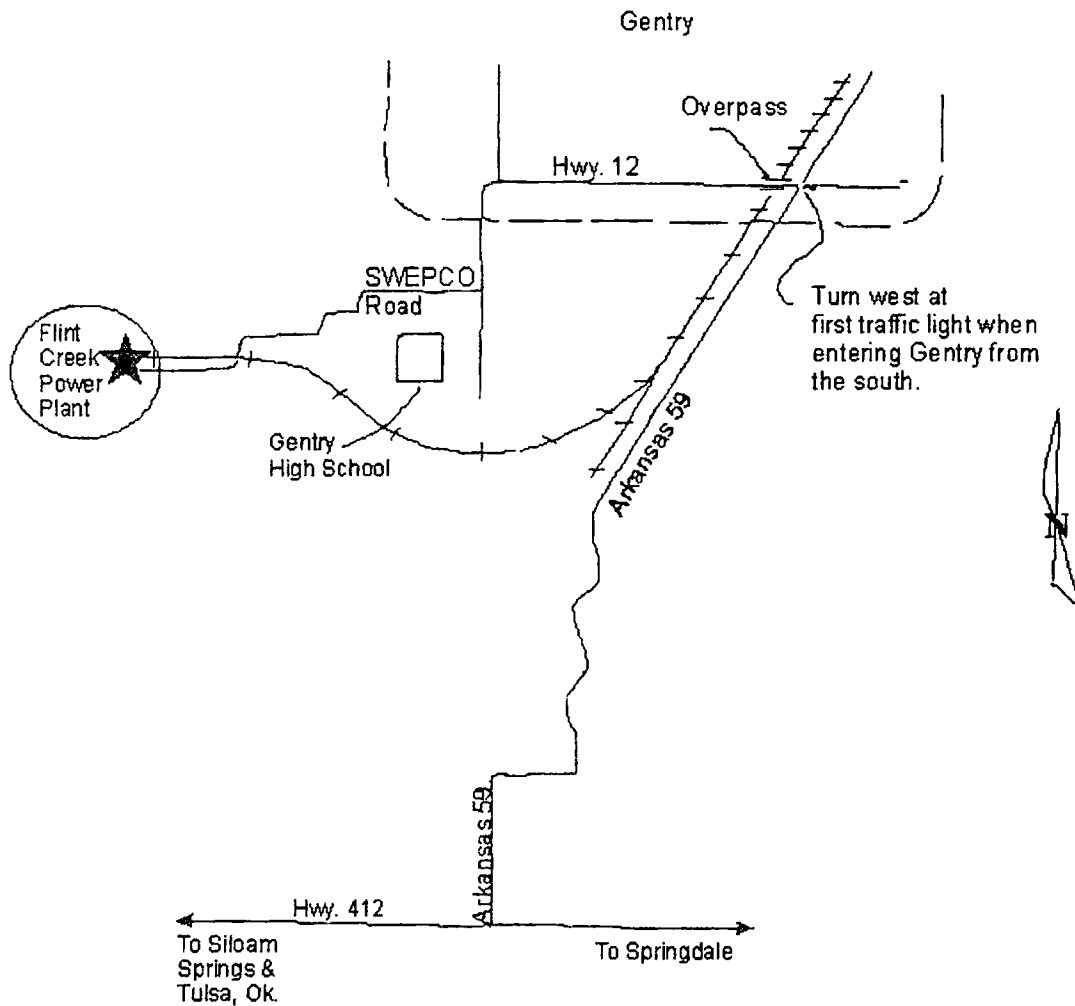 Gentry
Overpass
Hwy. 12
SWEPCO
Road
Flint
Creek
Power
Plant
Turn west at
first traffic light when
entering Gentry from
the south.
Gentry
High School
Arkansas 59
N
Arkansas 59
Hwy. 412
To Siloam
Springs &
Tulsa, Ok.
To Springdale